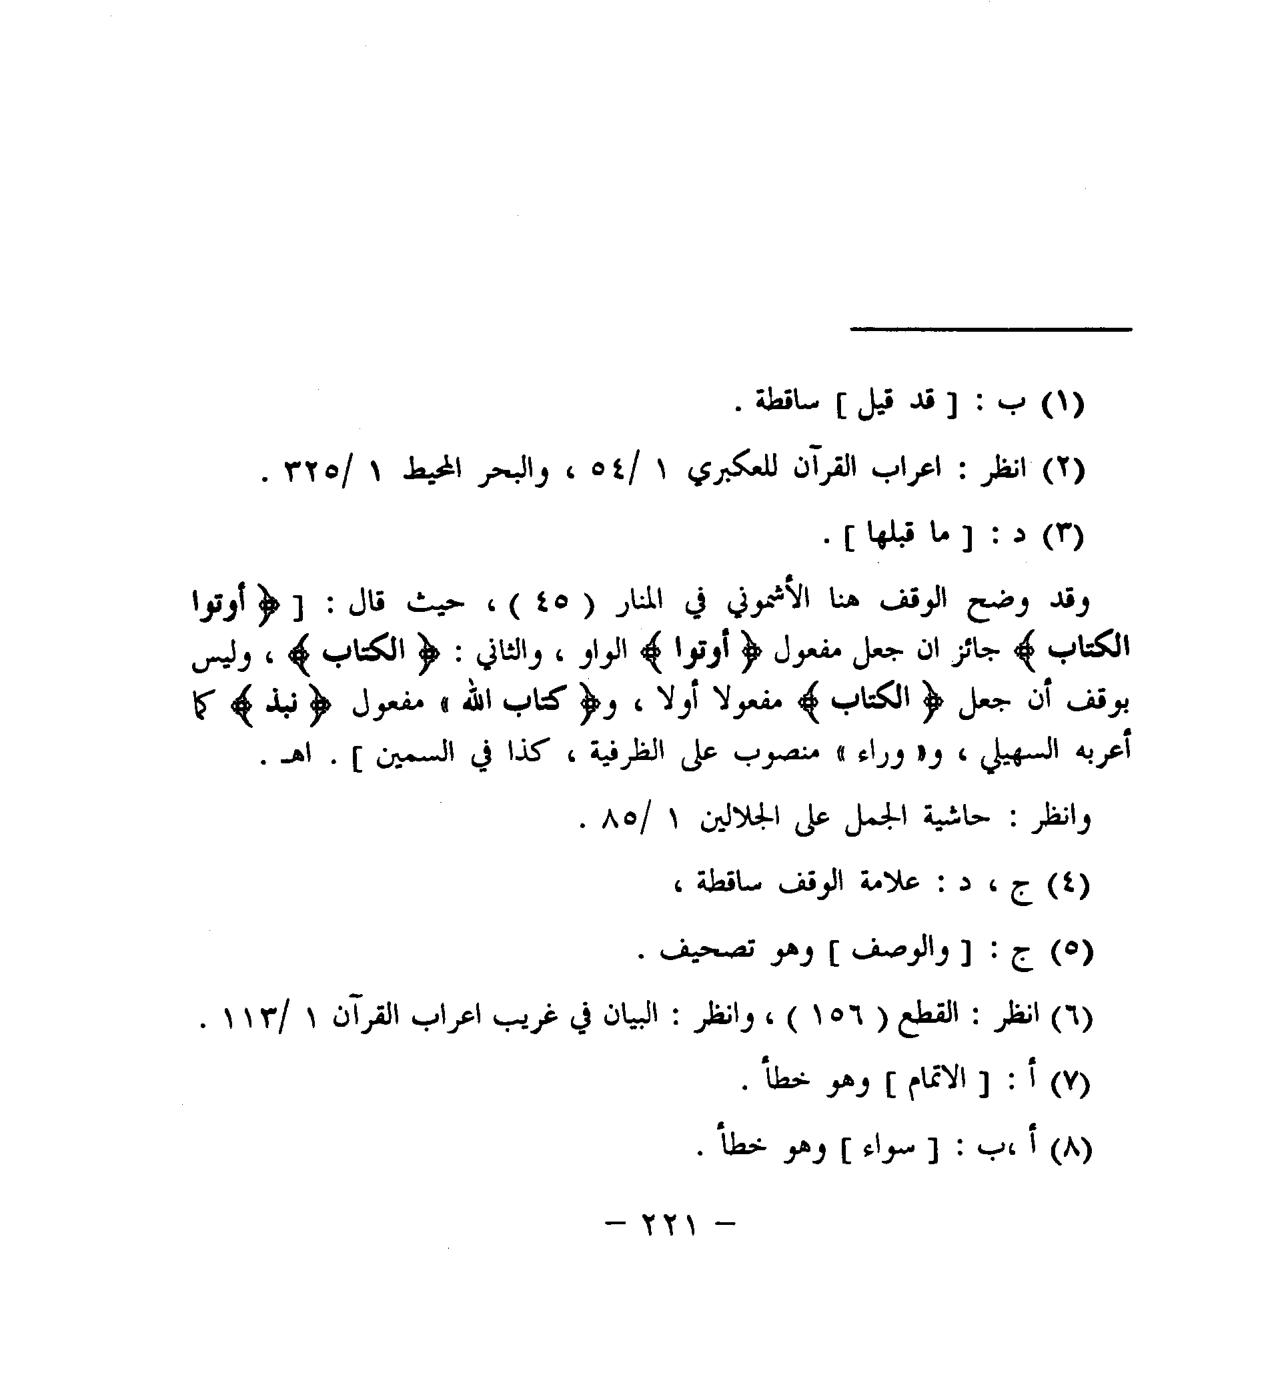 (١) ب : [ قد قيل ] ساقطة .
(٢) انظر : اعراب القرآن للعكبري ١ /٥٤ ، والبحر المحيط ١ /٣٢٥ .
(٣) د : [ ما قبلها ] .
وقد وضح الوقف هنا الأشموني في المنار ( ٤٥ ) ، حيث قال : [ ﴿ أوتوا
الكتاب ﴾ جائز ان جعل مفعول ﴿ أوتوا ﴾ الواو ، والثاني : ﴿ الكتاب ﴾ ، وليس
بوقف أن جعل ﴿ الكتاب ﴾ مفعولا أولا ، و﴿ كتاب الله » مفعول ﴿ نبذ ﴾ كما
أعربه السهيلي ، و« وراء » منصوب على الظرفية ، كذا في السمين ] . اهـ .
وانظر : حاشية الجمل على الجلالين ١ /٨٥ .
(٤) ج ، د : علامة الوقف ساقطة ،
(٥) ج : [ والوصف ] وهو تصحيف .
(٦) انظر : القطع ( ١٥٦ ) ، وانظر : البيان في غريب اعراب القرآن ١ /١١٣ .
(٧) أ : [ الاتمام ] وهو خطأ .
(٨) أ ،ب : [ سواء ] وهو خطأ .
– ٢٢١ –